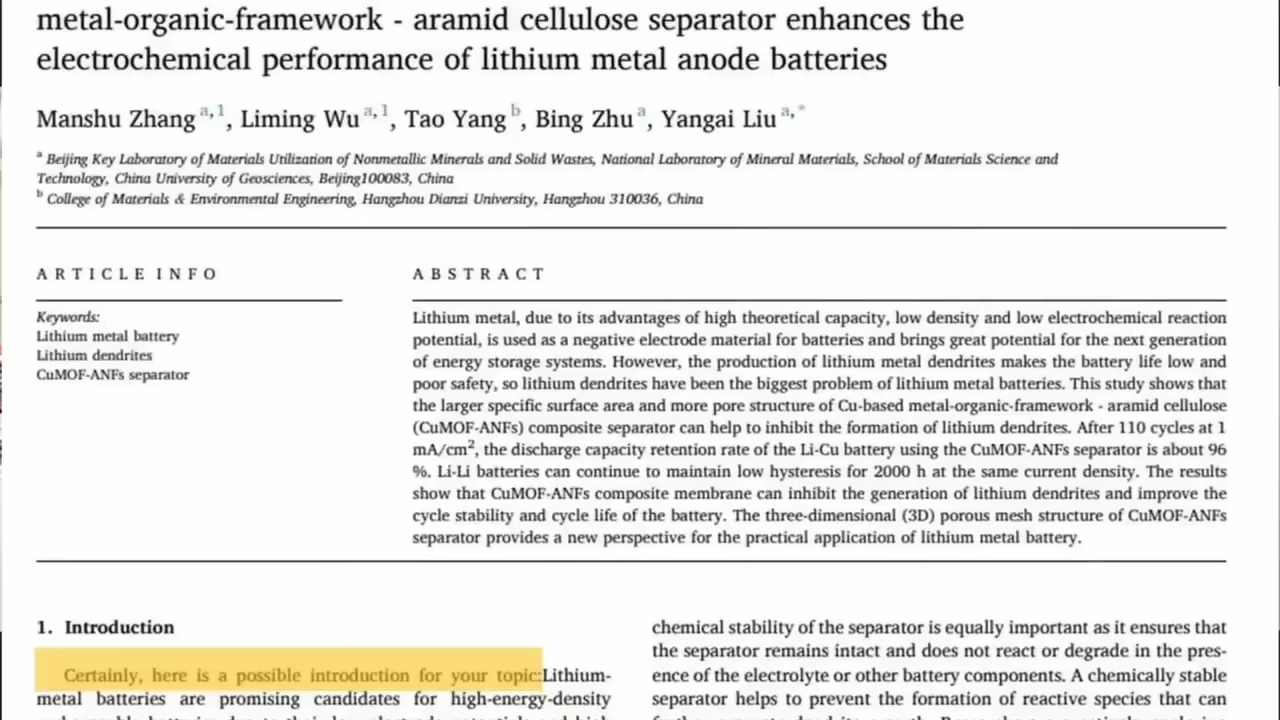 metal-organic-framework - aramid cellulose separator enhances the
electrochemical performance of lithium metal anode batteries
Manshu Zhang a,1, Liming Wu a,1, Tao Yang b, Bing Zhu a, Yangai Liu a,*
a Beijing Key Laboratory of Materials Utilization of Nonmetallic Minerals and Solid Wastes, National Laboratory of Mineral Materials, School of Materials Science and
Technology, China University of Geosciences, Beijing100083, China
b College of Materials & Environmental Engineering, Hangzhou Dianzi University, Hangzhou 310036, China
ARTICLE INFO
Keywords:
Lithium metal battery
Lithium dendrites
CuMOF-ANFs separator
ABSTRACT
Lithium metal, due to its advantages of high theoretical capacity, low density and low electrochemical reaction
potential, is used as a negative electrode material for batteries and brings great potential for the next generation
of energy storage systems. However, the production of lithium metal dendrites makes the battery life low and
poor safety, so lithium dendrites have been the biggest problem of lithium metal batteries. This study shows that
the larger specific surface area and more pore structure of Cu-based metal-organic-framework - aramid cellulose
(CuMOF-ANFs) composite separator can help to inhibit the formation of lithium dendrites. After 110 cycles at 1
mA/cm², the discharge capacity retention rate of the Li-Cu battery using the CuMOF-ANFs separator is about 96
%. Li-Li batteries can continue to maintain low hysteresis for 2000 h at the same current density. The results
show that CuMOF-ANFs composite membrane can inhibit the generation of lithium dendrites and improve the
cycle stability and cycle life of the battery. The three-dimensional (3D) porous mesh structure of CuMOF-ANFs
separator provides a new perspective for the practical application of lithium metal battery.
1. Introduction
Certainly, here is a possible introduction for your topic:Lithium-
metal batteries are promising candidates for high-energy-density
chemical stability of the separator is equally important as it ensures that
the separator remains intact and does not react or degrade in the pres-
ence of the electrolyte or other battery components. A chemically stable
separator helps to prevent the formation of reactive species that can